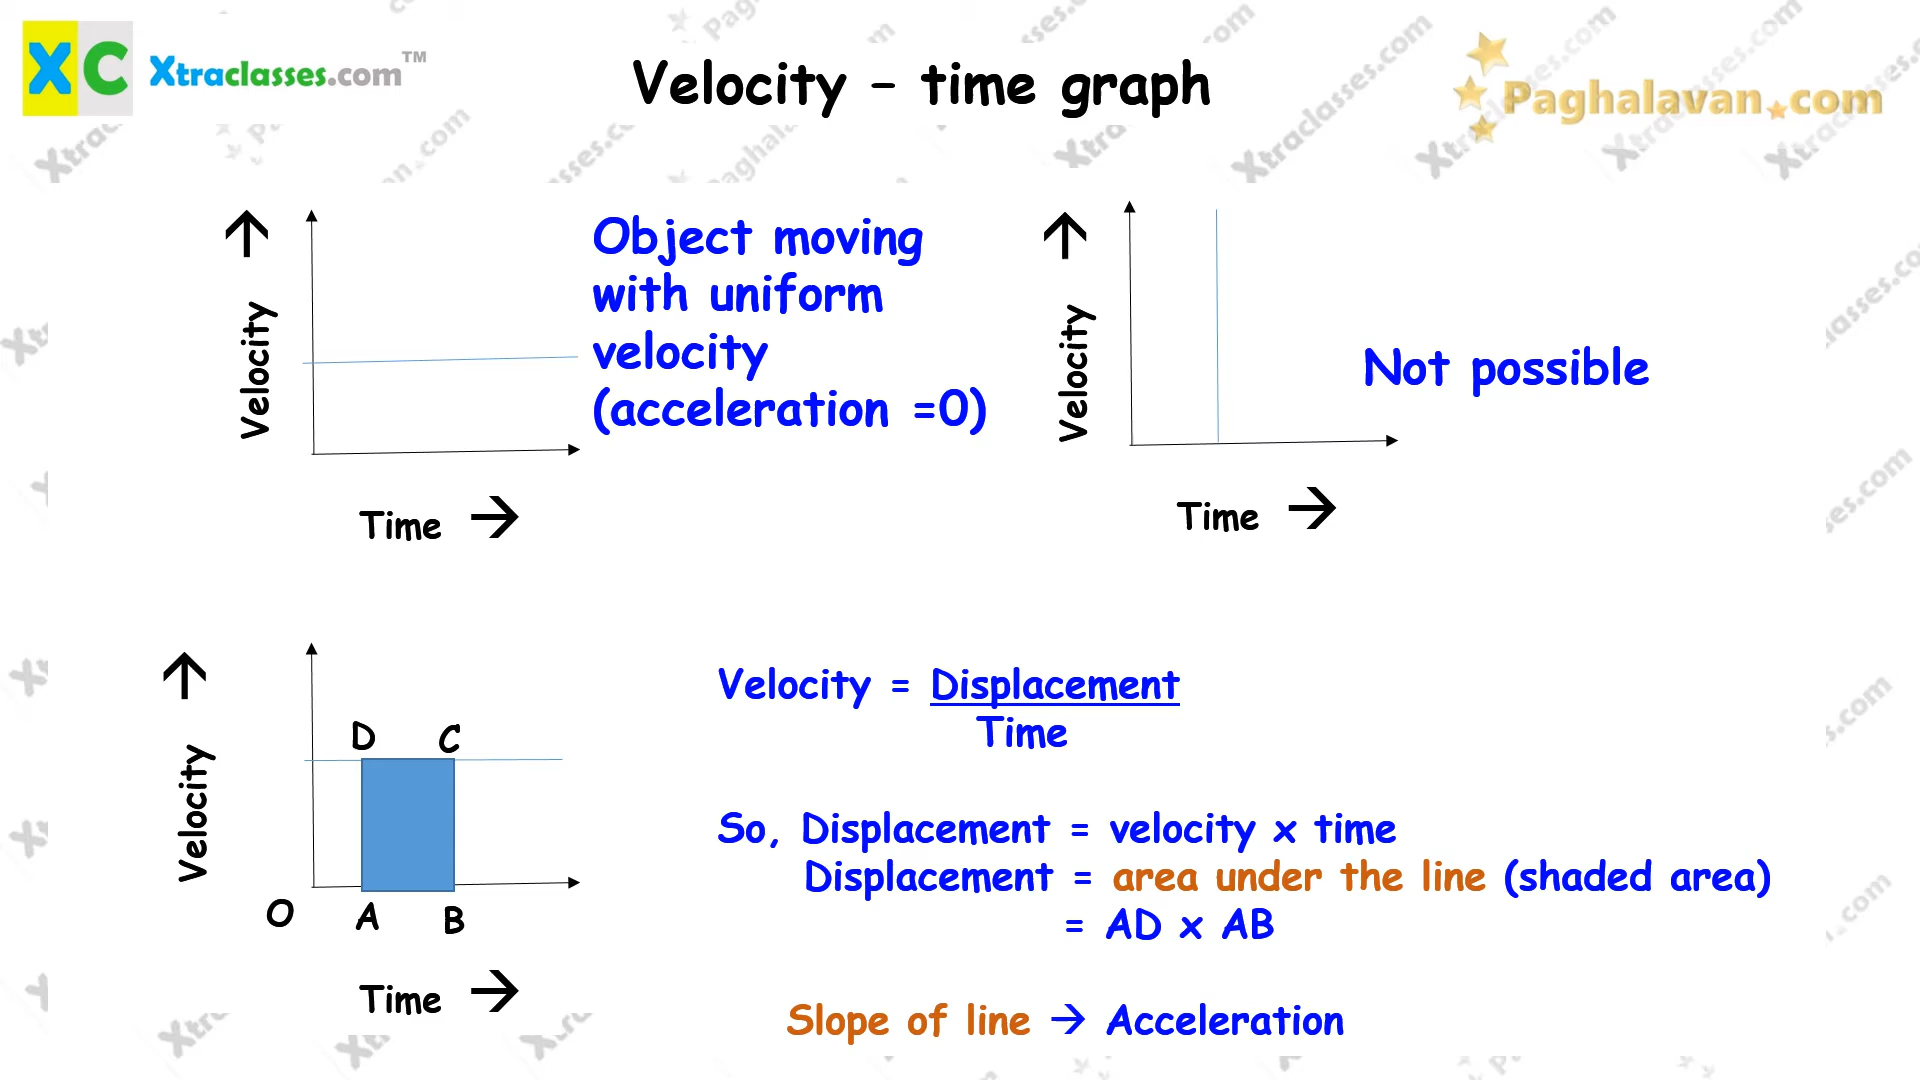 XC Xtraclasses.com™
Velocity – time graph
Paghalavan.com
Velocity
Time
Object moving
with uniform
velocity
(acceleration =0)
Velocity
Time
Not possible
Velocity
D C
O A B
Time
Velocity = Displacement
Time
So, Displacement = velocity x time
Displacement = area under the line (shaded area)
= AD x AB
Slope of line → Acceleration